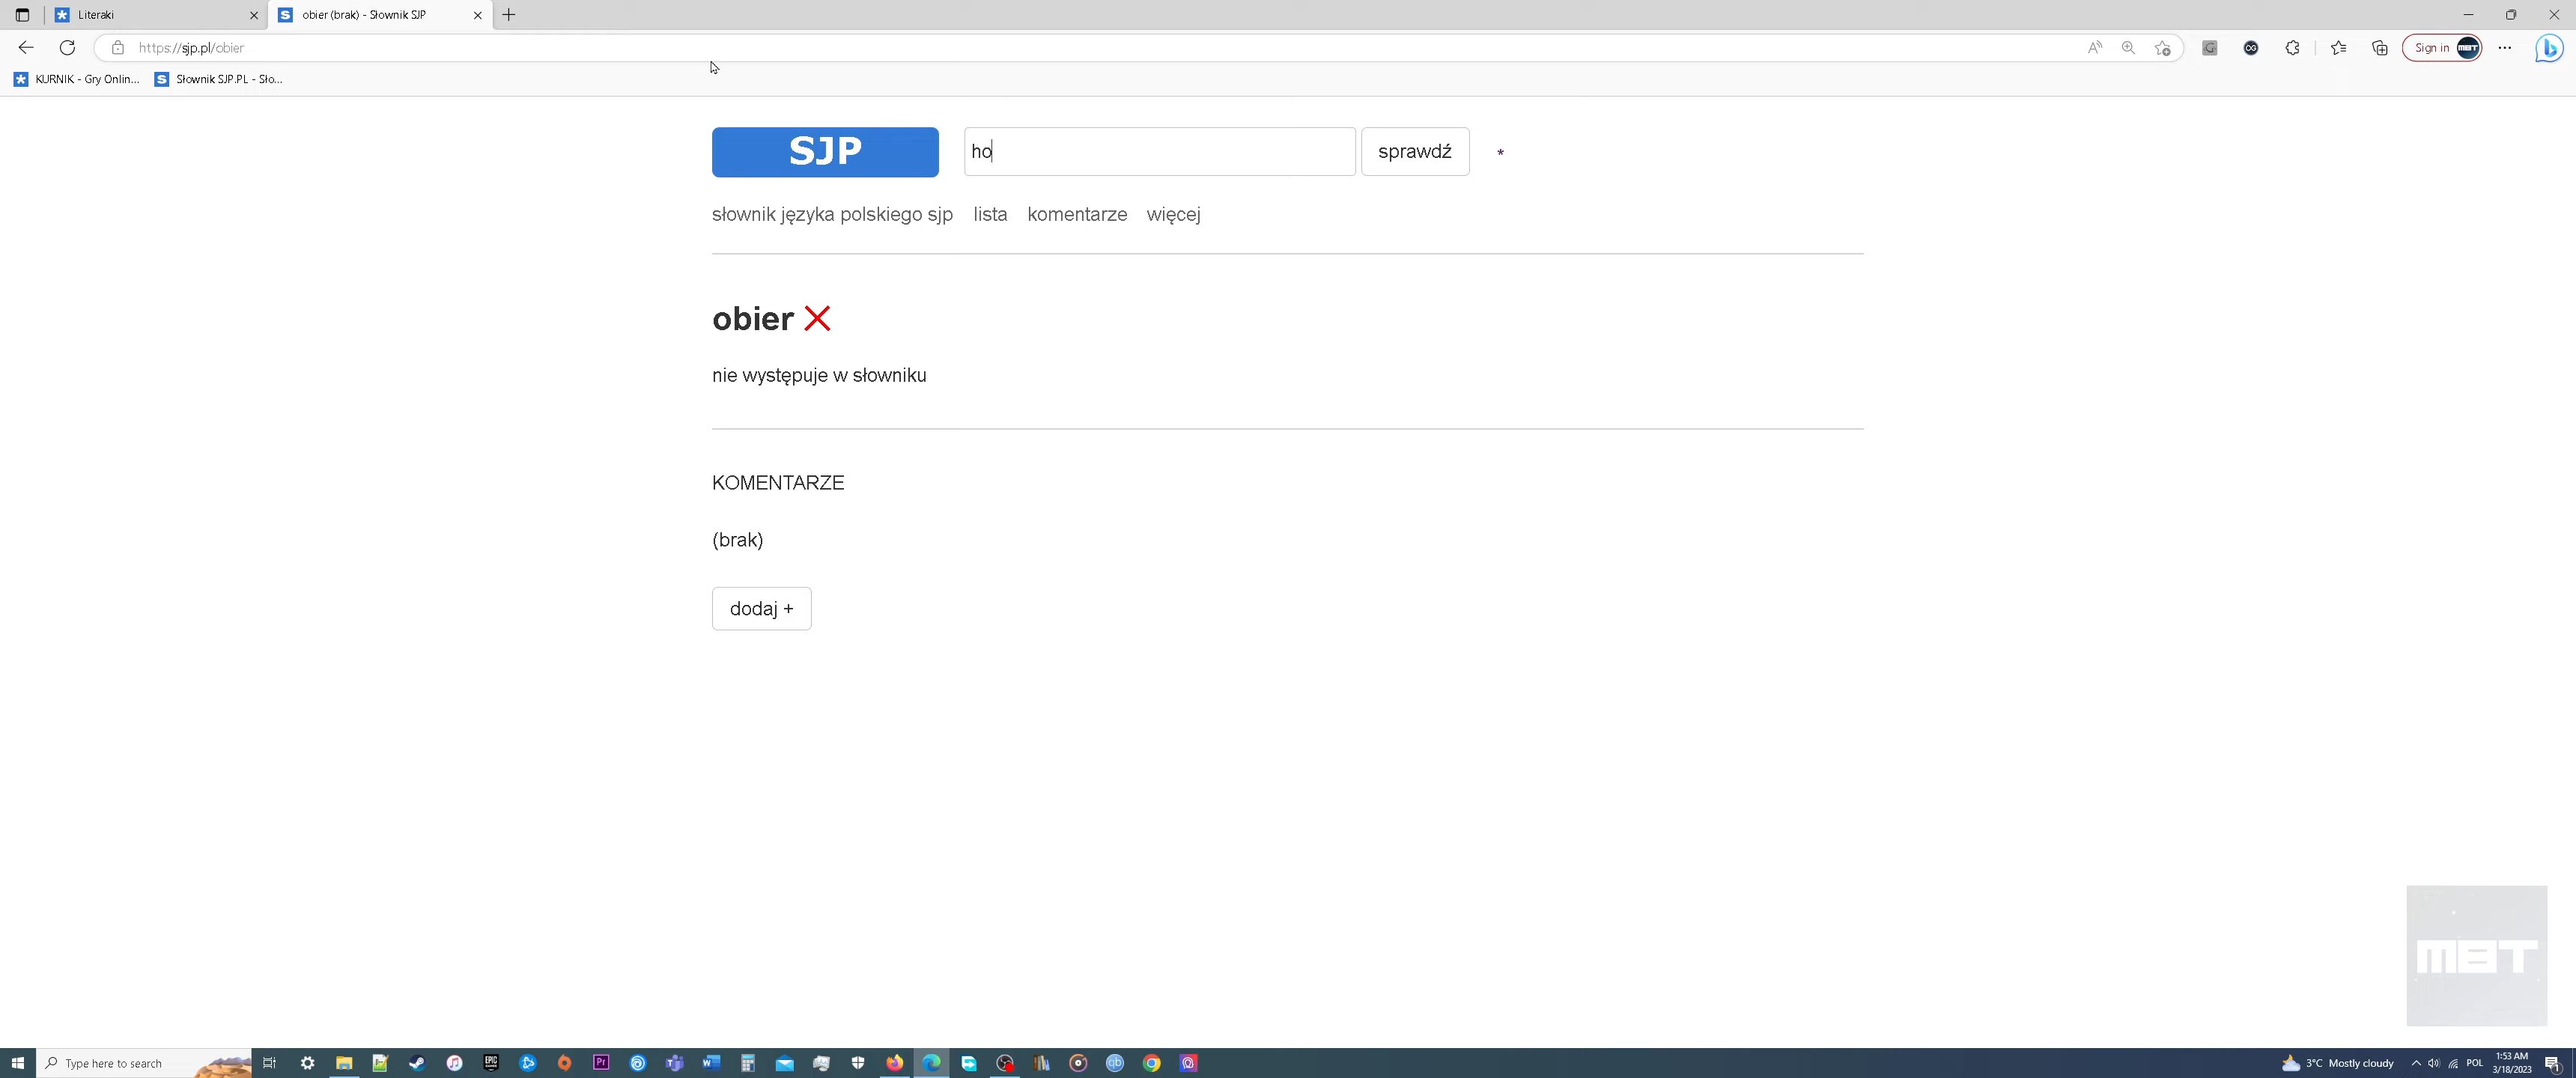 Literaki
obier (brak) - Słownik SJP
https://sjp.pl/obier
Sign in
KURNIK - Gry Onlin...
Słownik SJP.PL - Sło...
SJP
ho
sprawdź
*
słownik języka polskiego sjp
lista
komentarze
więcej
obier
nie występuje w słowniku
KOMENTARZE
(brak)
dodaj +
MBT
Type here to search
3°C Mostly cloudy
POL
1:53 AM
3/18/2023